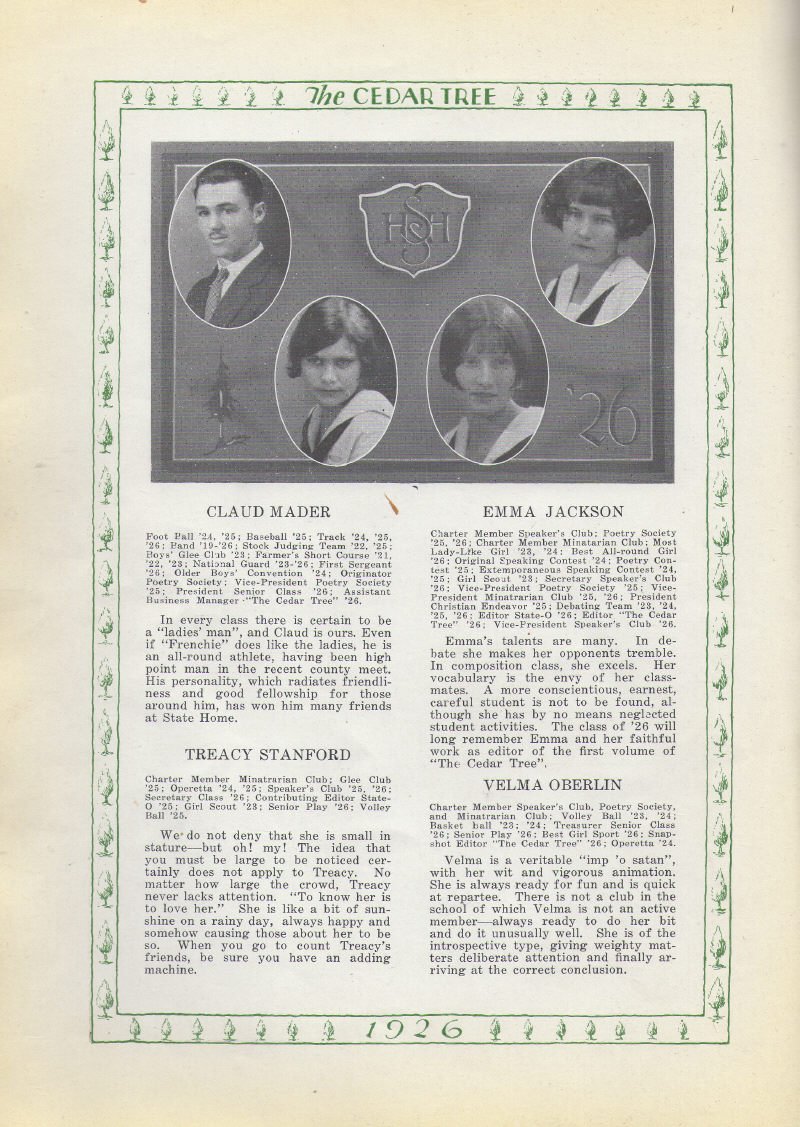 The CEDAR TREE
SHS
'26
CLAUD MADER
Foot Ball '24, '25; Baseball '25; Track '24, '25,
'26; Band '19-'26; Stock Judging Team '22, '25;
Boys' Glee Club '23; Farmer's Short Course '21,
'22, '23; National Guard '23-'26; First Sergeant
'26; Older Boys' Convention '24; Originator
Poetry Society; Vice-President Poetry Society
'25; President Senior Class '26; Assistant
Business Manager "The Cedar Tree" '26.
In every class there is certain to be
a "ladies' man", and Claud is ours. Even
if "Frenchie" does like the ladies, he is
an all-round athlete, having been high
point man in the recent county meet.
His personality, which radiates friendli-
ness and good fellowship for those
around him, has won him many friends
at State Home.
TREACY STANFORD
Charter Member Minatrarian Club; Glee Club
'25; Operetta '24, '25; Speaker's Club '25, '26;
Secretary Class '26; Contributing Editor State-
O '25; Girl Scout '23; Senior Play '26; Volley
Ball '25.
We do not deny that she is small in
stature—but oh! my! The idea that
you must be large to be noticed cer-
tainly does not apply to Treacy. No
matter how large the crowd, Treacy
never lacks attention. "To know her is
to love her." She is like a bit of sun-
shine on a rainy day, always happy and
somehow causing those about her to be
so. When you go to count Treacy's
friends, be sure you have an adding
machine.
EMMA JACKSON
Charter Member Speaker's Club; Poetry Society
'25, '26; Charter Member Minatarian Club; Most
Lady-Like Girl '23, '24; Best All-round Girl
'26; Original Speaking Contest '24; Poetry Con-
test '25; Extemporaneous Speaking Contest '24,
'25; Girl Scout '23; Secretary Speaker's Club
'26; Vice-President Poetry Society '25; Vice-
President Minatrarian Club '25, '26; President
Christian Endeavor '25; Debating Team '23, '24,
'25, '26; Editor State-O '26; Editor "The Cedar
Tree" '26; Vice-President Speaker's Club '26.
Emma's talents are many. In de-
bate she makes her opponents tremble.
In composition class, she excels. Her
vocabulary is the envy of her class-
mates. A more conscientious, earnest,
careful student is not to be found, al-
though she has by no means neglected
student activities. The class of '26 will
long remember Emma and her faithful
work as editor of the first volume of
"The Cedar Tree".
VELMA OBERLIN
Charter Member Speaker's Club, Poetry Society,
and Minatrarian Club; Volley Ball '23, '24;
Basket ball '23; '24; Treasurer Senior Class
'26; Senior Play '26; Best Girl Sport '26; Snap-
shot Editor "The Cedar Tree" '26; Operetta '24.
Velma is a veritable "imp 'o satan",
with her wit and vigorous animation.
She is always ready for fun and is quick
at repartee. There is not a club in the
school of which Velma is not an active
member—always ready to do her bit
and do it unusually well. She is of the
introspective type, giving weighty mat-
ters deliberate attention and finally ar-
riving at the correct conclusion.
1926